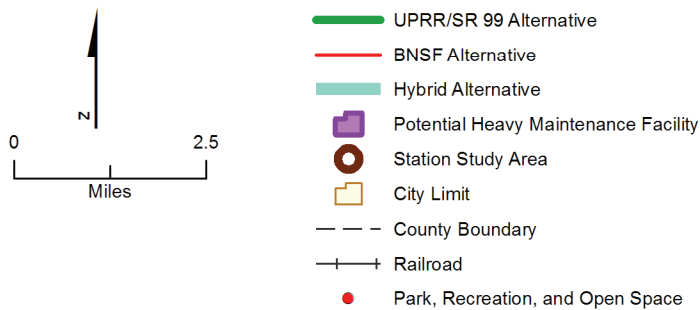 Z
0 2.5
Miles
UPRR/SR 99 Alternative
BNSF Alternative
Hybrid Alternative
Potential Heavy Maintenance Facility
Station Study Area
City Limit
County Boundary
Railroad
Park, Recreation, and Open Space